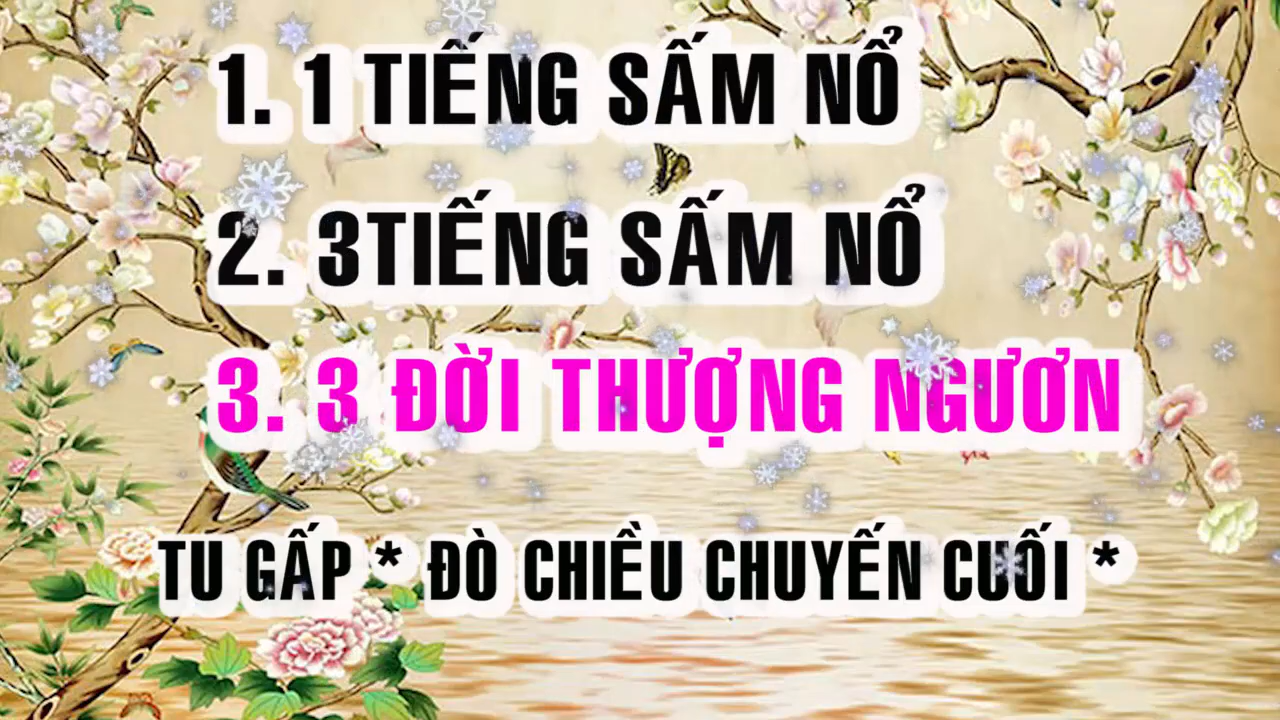 1. 1 TIẾNG SẤM NỔ
2. 3TIẾNG SẤM NỔ
3. 3 ĐỜI THƯỢNG NGƯƠN
TU GẤP * ĐÒ CHIỀU CHUYẾN CUỐI *